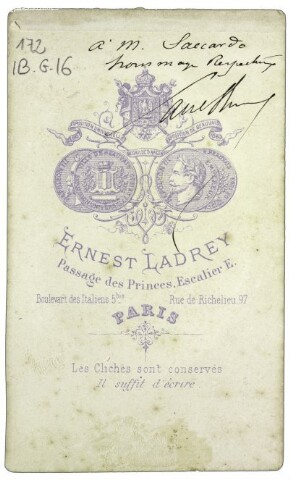 172
IB.G.16
à M. Saccardo
hommage Respectueux
ERNEST LADREY
Passage des Princes, Escalier E.
Boulevart des Italiens 5bis Rue de Richelieu, 97
PARIS
Les Clichés sont conservés
Il suffit d'écrire